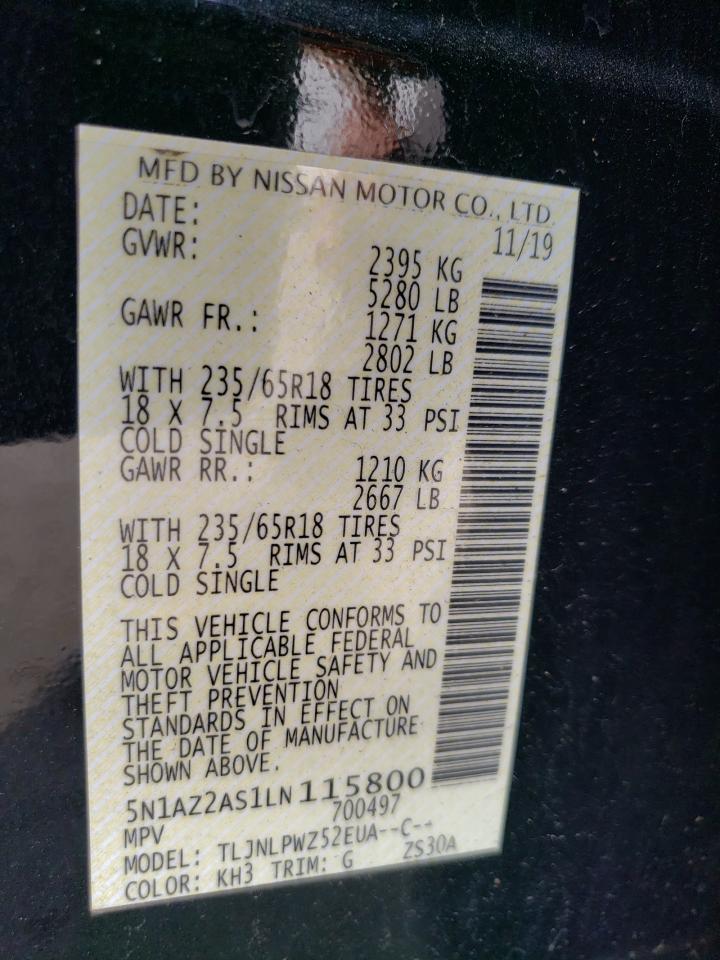 MFD BY NISSAN MOTOR CO., LTD.
DATE: 11/19
GVWR: 2395 KG
5280 LB
GAWR FR.: 1271 KG
2802 LB
WITH 235/65R18 TIRES
18 X 7.5 RIMS AT 33 PSI
COLD SINGLE
GAWR RR.: 1210 KG
2667 LB
WITH 235/65R18 TIRES
18 X 7.5 RIMS AT 33 PSI
COLD SINGLE
THIS VEHICLE CONFORMS TO
ALL APPLICABLE FEDERAL
MOTOR VEHICLE SAFETY AND
THEFT PREVENTION
STANDARDS IN EFFECT ON
THE DATE OF MANUFACTURE
SHOWN ABOVE.
5N1AZ2AS1LN115800
MPV 700497
MODEL: TLJNLPWZ52EUA--C--
COLOR: KH3 TRIM: G ZS30A